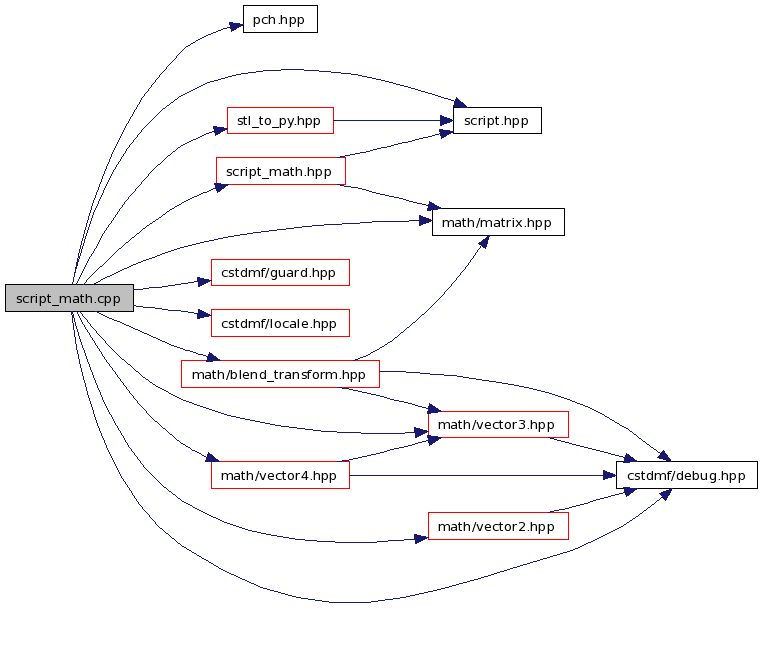 pch.hpp
script.hpp
stl_to_py.hpp
script_math.hpp
math/matrix.hpp
cstdmf/guard.hpp
script_math.cpp
cstdmf/locale.hpp
math/blend_transform.hpp
math/vector3.hpp
math/vector4.hpp
cstdmf/debug.hpp
math/vector2.hpp